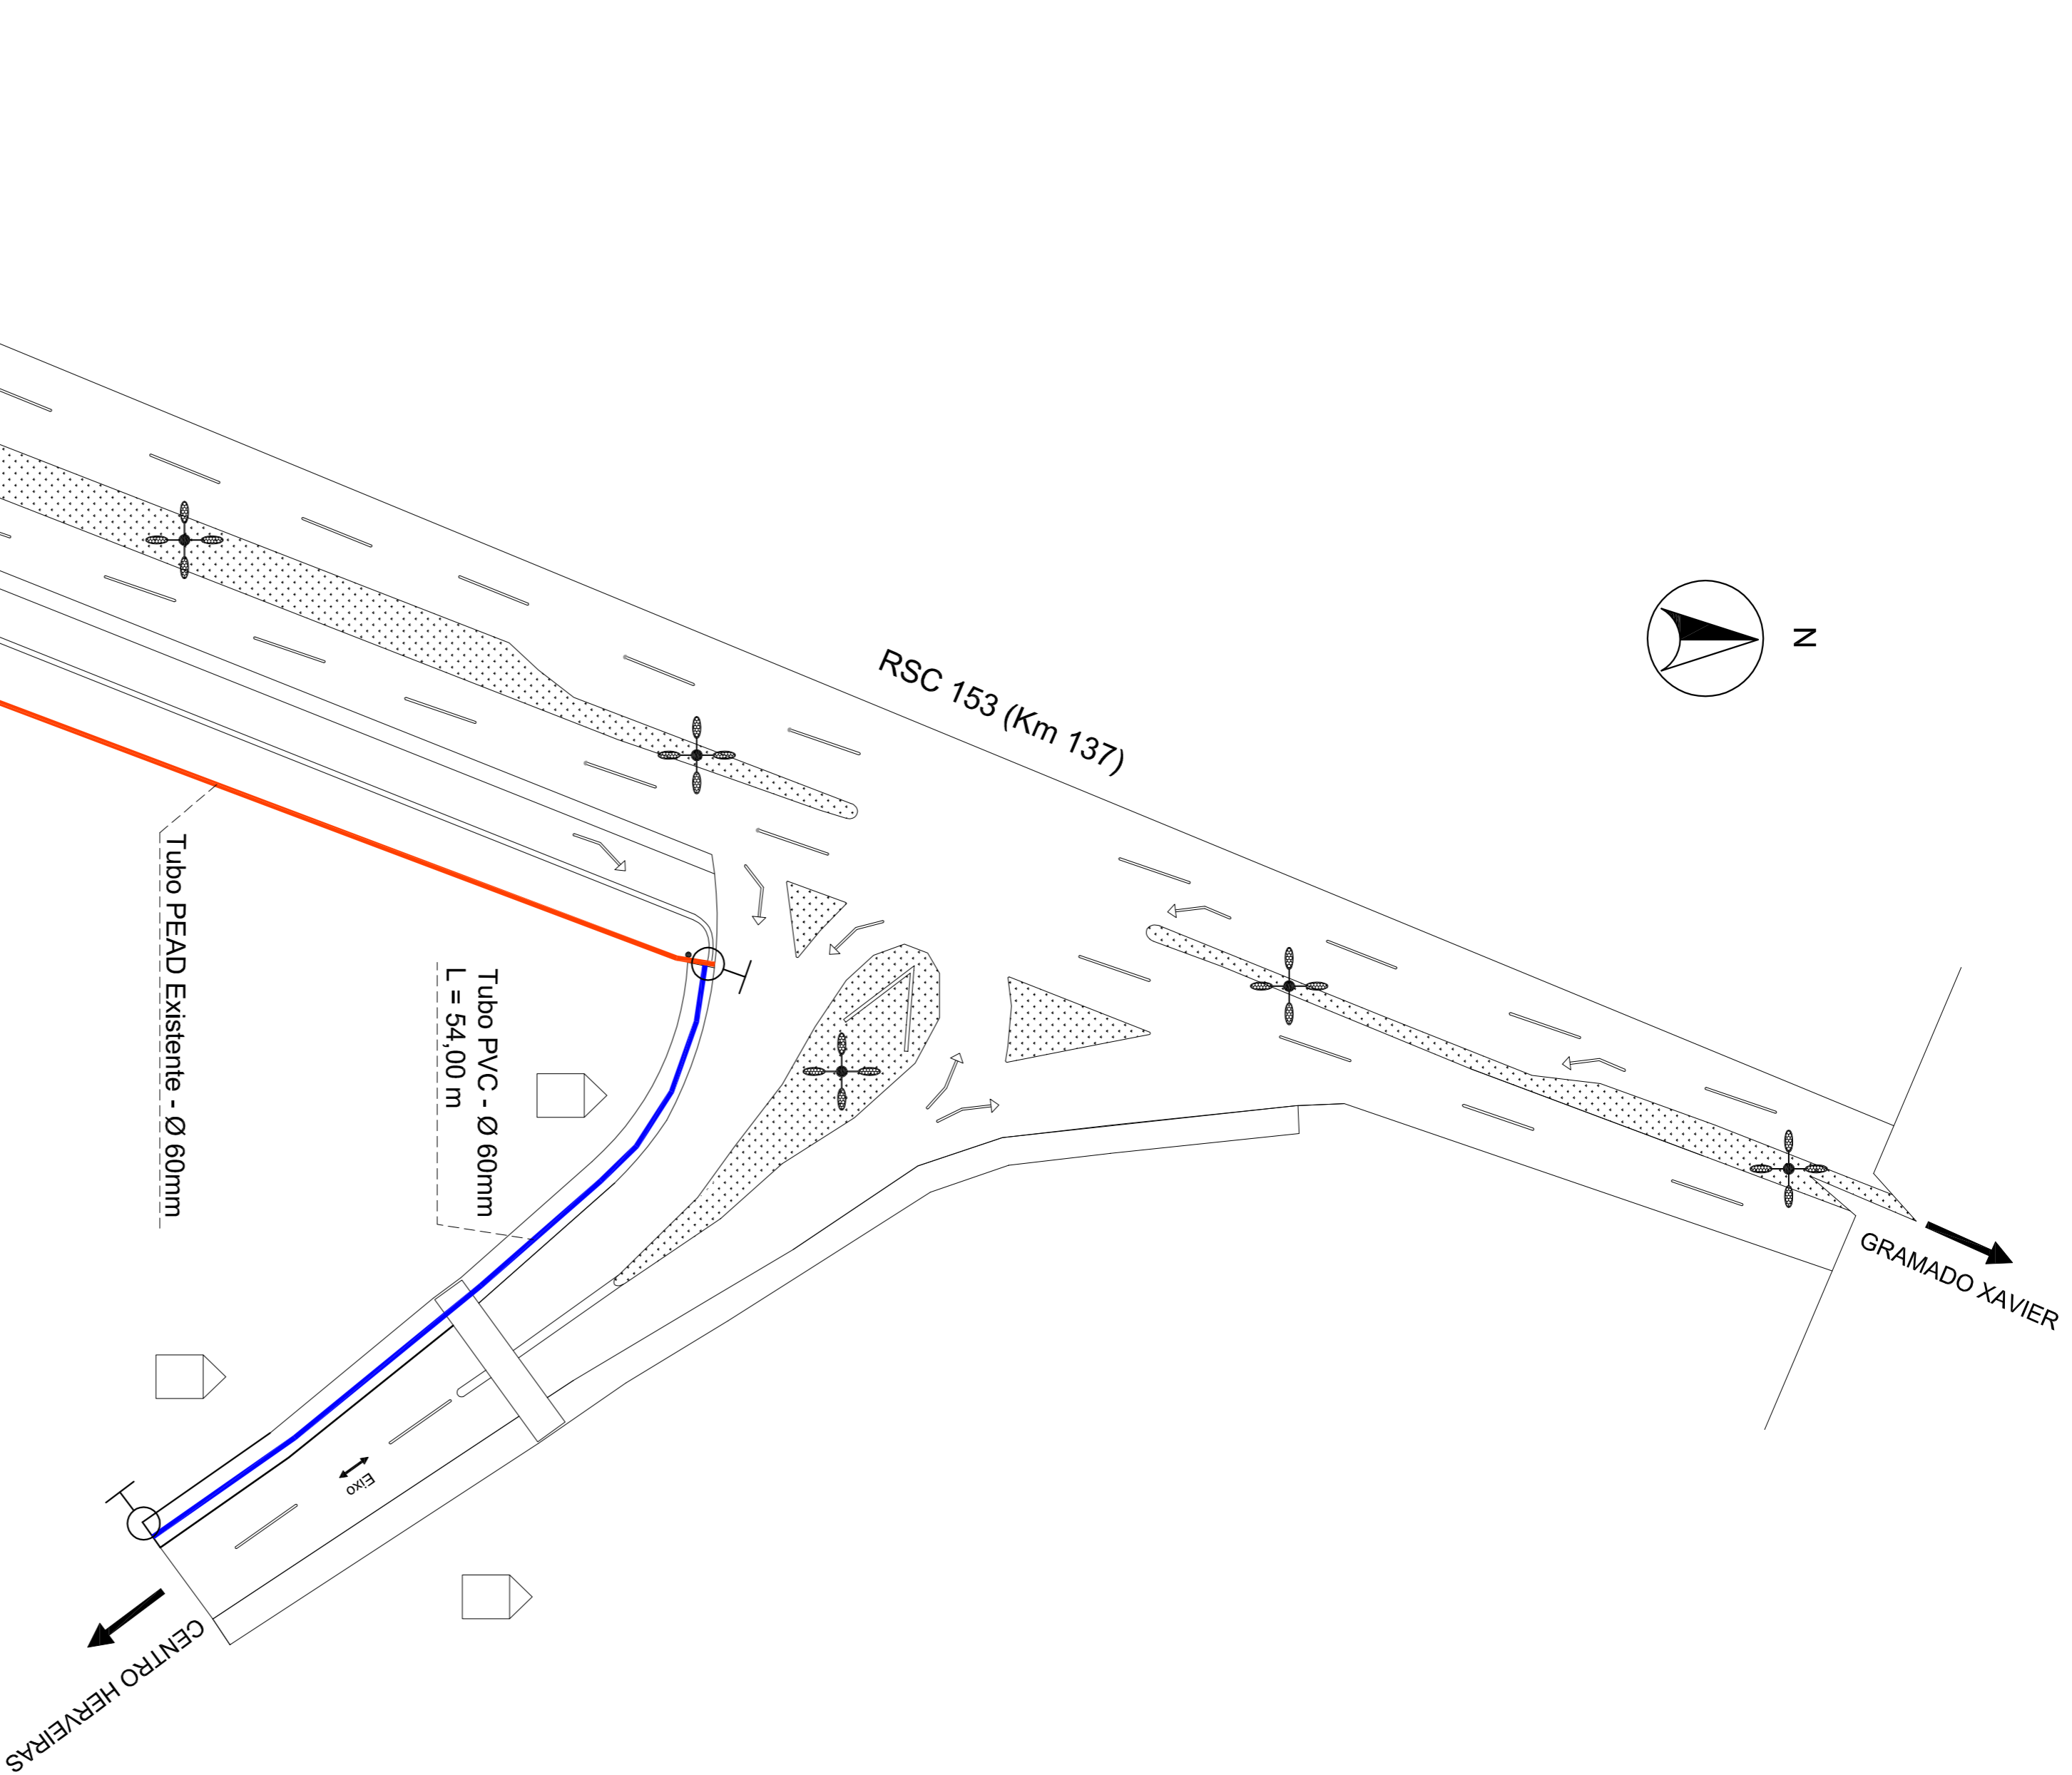 RSC 153 (Km 137)
N
Tubo PEAD Existente - Ø 60mm
Tubo PVC - Ø 60mm
L = 54,00 m
GRAMADO XAVIER
Eixo
CENTRO HERVEIRAS